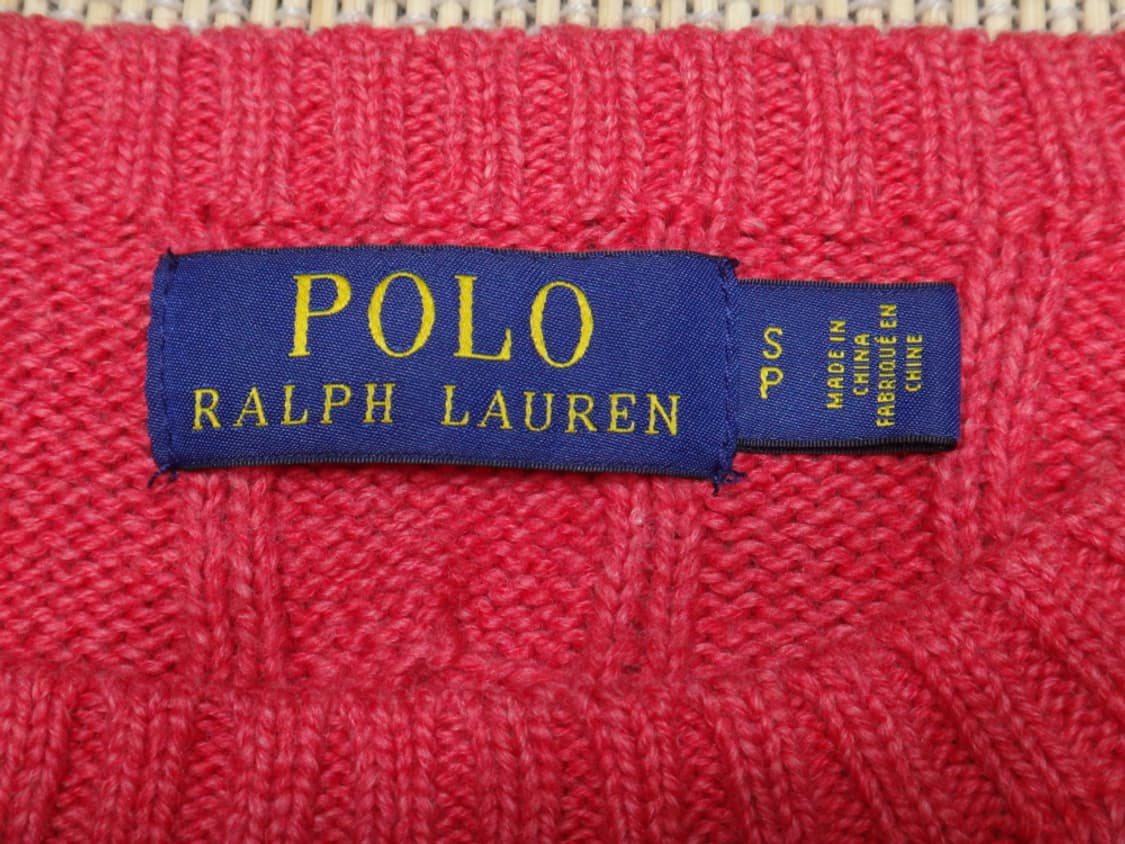 POLO
RALPH LAUREN
S
P
MADE IN
CHINA
FABRIQUÉ EN
CHINE